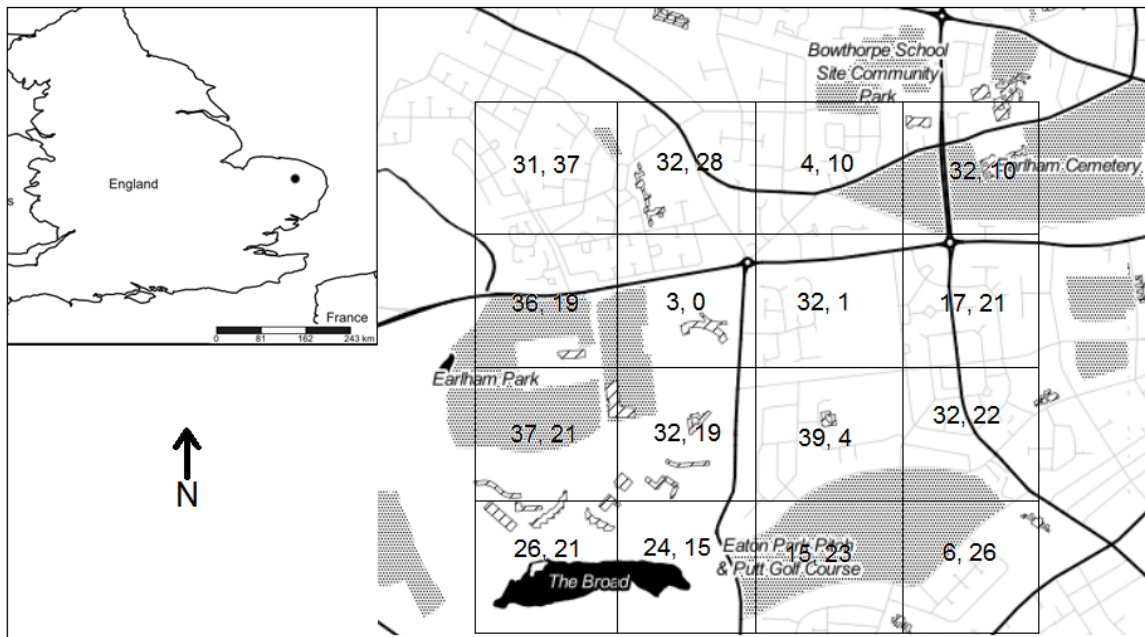 England
s
France
0 81 162 243 km
N
Bowthorpe School
Site Community
Park
31, 37
32, 28
4, 10
32, 10
Earlham Cemetery
36, 19
3, 0
32, 1
17, 21
Earlham Park
37, 21
32, 19
39, 4
32, 22
26, 21
24, 15
Eaton Park Pitch
& Putt Golf Course
15, 23
6, 26
The Broad